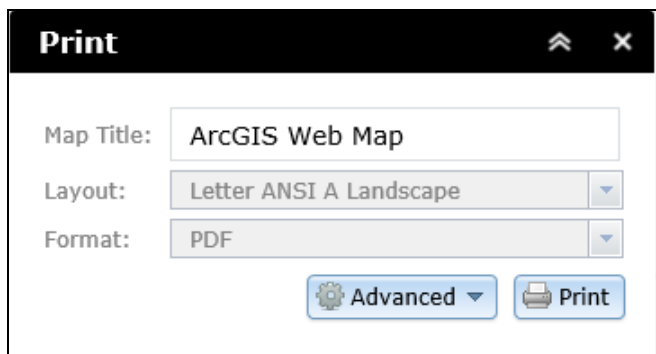 Print
Map Title: ArcGIS Web Map
Layout: Letter ANSI A Landscape
Format: PDF
Advanced Print